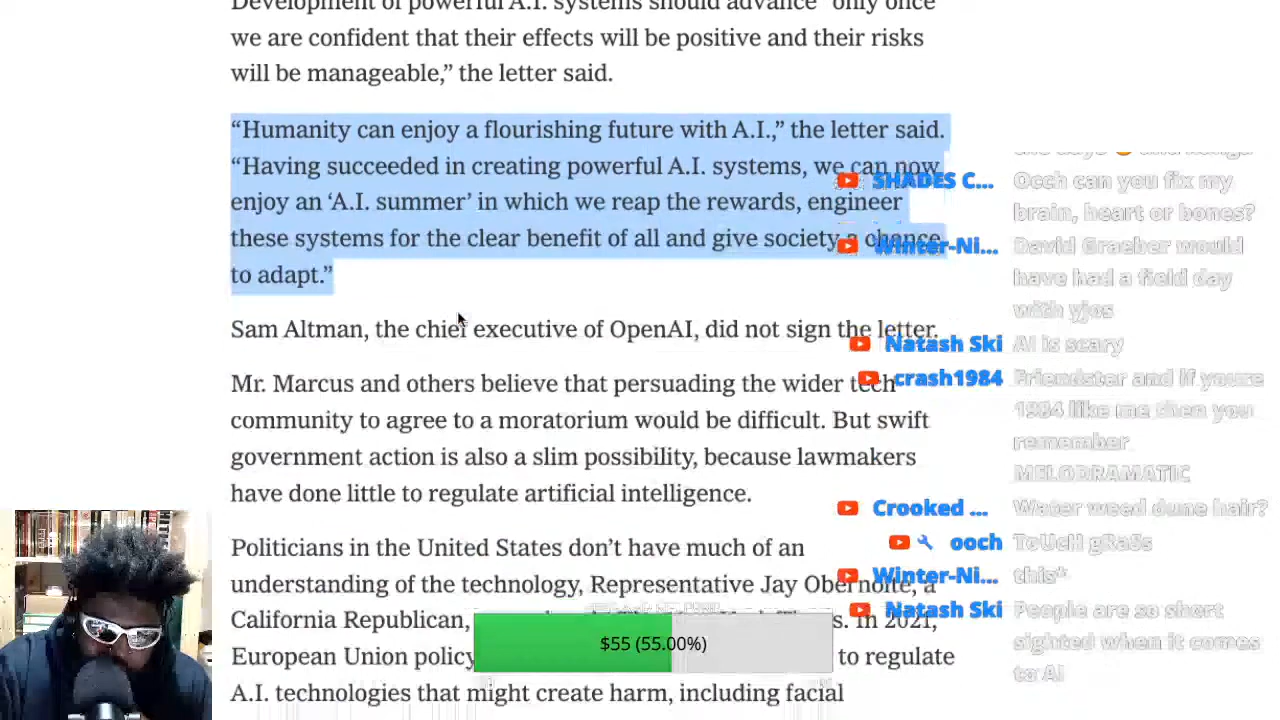 Development of powerful A.I. systems should advance "only once
we are confident that their effects will be positive and their risks
will be manageable,” the letter said.
“Humanity can enjoy a flourishing future with A.I.,” the letter said.
“Having succeeded in creating powerful A.I. systems, we can now
enjoy an ‘A.I. summer’ in which we reap the rewards, engineer
these systems for the clear benefit of all and give society a chance
to adapt.”
Sam Altman, the chief executive of OpenAI, did not sign the letter.
Mr. Marcus and others believe that persuading the wider tech
community to agree to a moratorium would be difficult. But swift
government action is also a slim possibility, because lawmakers
have done little to regulate artificial intelligence.
Politicians in the United States don’t have much of an
understanding of the technology, Representative Jay Obernolte, a
California Republican, s. In 2021,
European Union policy to regulate
A.I. technologies that might create harm, including facial
$55 (55.00%)
SHADES C... Occh can you fix my
brain, heart or bones?
Winter-Ni... David Graeber would
have had a field day
with yjos
Natash Ski AI is scary
crash1984 Friendster and if youre
1984 like me then you
remember
MELODRAMATIC
Crooked ... Water weed dune hair?
ooch ToUcH gRaSs
Winter-Ni... this*
Natash Ski People are so short
sighted when it comes
to AI